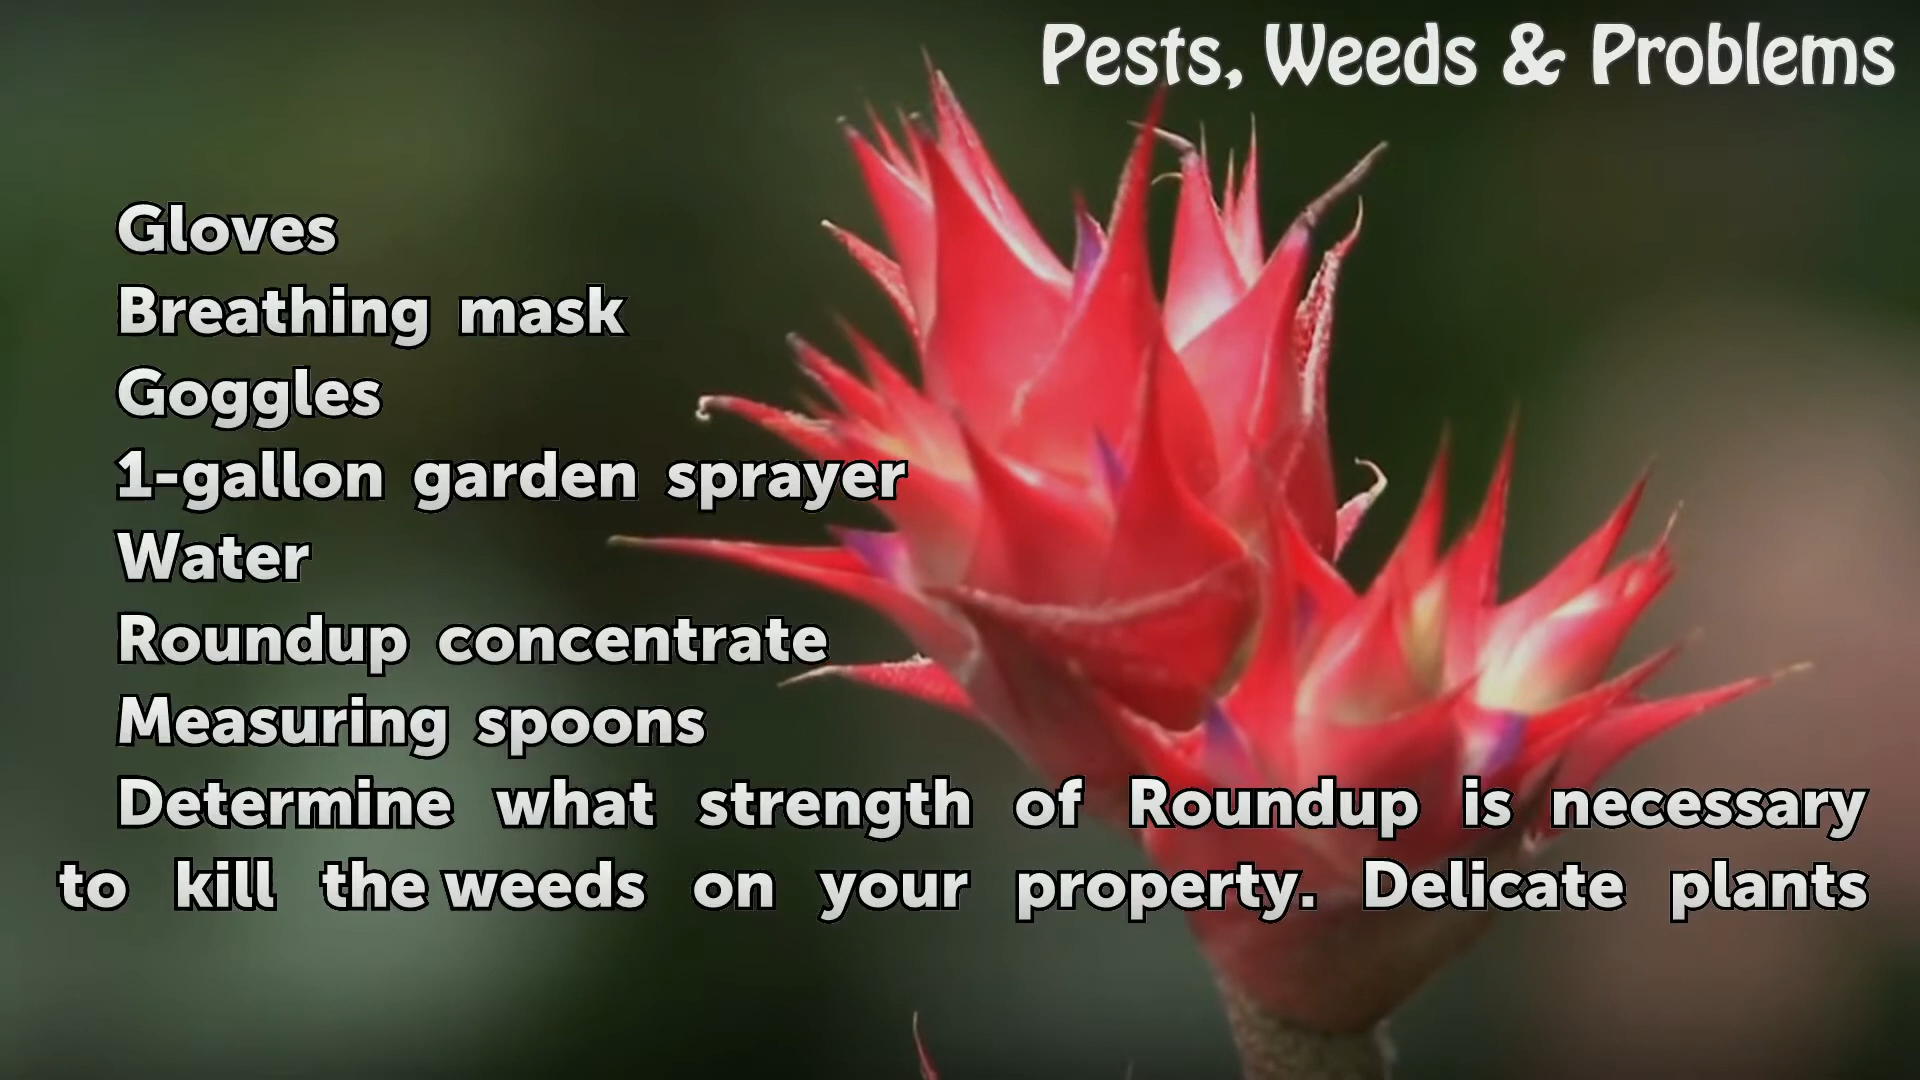 Pests, Weeds & Problems
Gloves
Breathing mask
Goggles
1-gallon garden sprayer
Water
Roundup concentrate
Measuring spoons
Determine what strength of Roundup is necessary
to kill the weeds on your property. Delicate plants